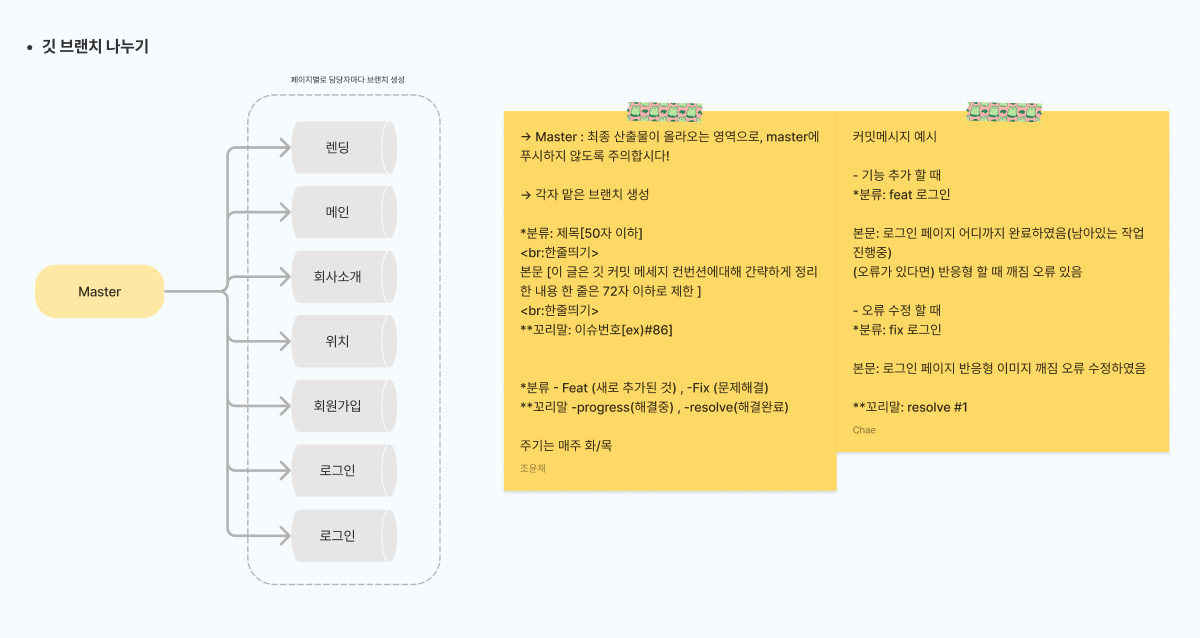 • 깃 브랜치 나누기
페이지별로 담당자마다 브랜치 생성
Master
렌딩
메인
회사소개
위치
회원가입
로그인
로그인
→ Master : 최종 산출물이 올라오는 영역으로, master에
푸시하지 않도록 주의합시다!
→ 각자 맡은 브랜치 생성
*분류: 제목[50자 이하]
<br:한줄띄기>
본문 [이 글은 깃 커밋 메세지 컨번션에대해 간략하게 정리
한 내용 한 줄은 72자 이하로 제한 ]
<br:한줄띄기>
**꼬리말: 이슈번호[ex)#86]
*분류 - Feat (새로 추가된 것) , -Fix (문제해결)
**꼬리말 -progress(해결중) , -resolve(해결완료)
주기는 매주 화/목
조윤채
커밋메시지 예시
- 기능 추가 할 때
*분류: feat 로그인
본문: 로그인 페이지 어디까지 완료하였음(남아있는 작업
진행중)
(오류가 있다면) 반응형 할 때 깨짐 오류 있음
- 오류 수정 할 때
*분류: fix 로그인
본문: 로그인 페이지 반응형 이미지 깨짐 오류 수정하였음
**꼬리말: resolve #1
Chae